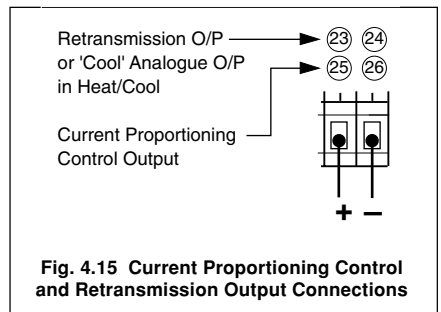 Retransmission O/P
or 'Cool' Analogue O/P
in Heat/Cool
23 24
25 26
Current Proportioning
Control Output
+ –
Fig. 4.15 Current Proportioning Control
and Retransmission Output Connections